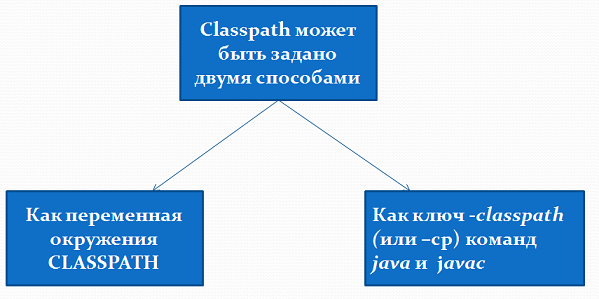 Classpath может
быть задано
двумя способами
Как переменная
окружения
CLASSPATH
Как ключ -classpath
(или –cp) команд
java и javac